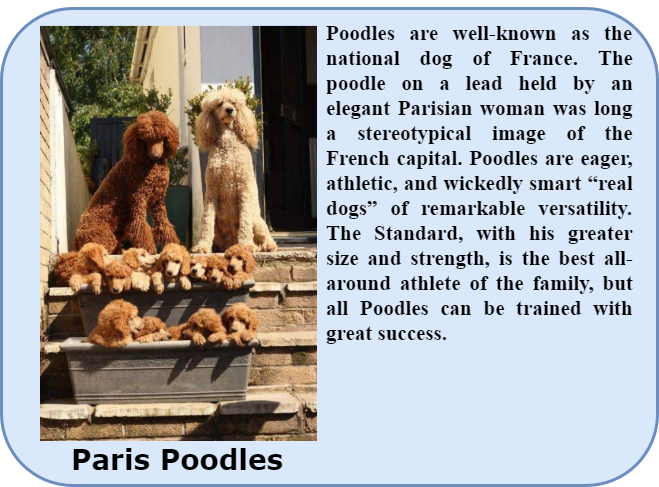 Poodles are well-known as the
national dog of France. The
poodle on a lead held by an
elegant Parisian woman was long
a stereotypical image of the
French capital. Poodles are eager,
athletic, and wickedly smart “real
dogs” of remarkable versatility.
The Standard, with his greater
size and strength, is the best all-
around athlete of the family, but
all Poodles can be trained with
great success.
Paris Poodles